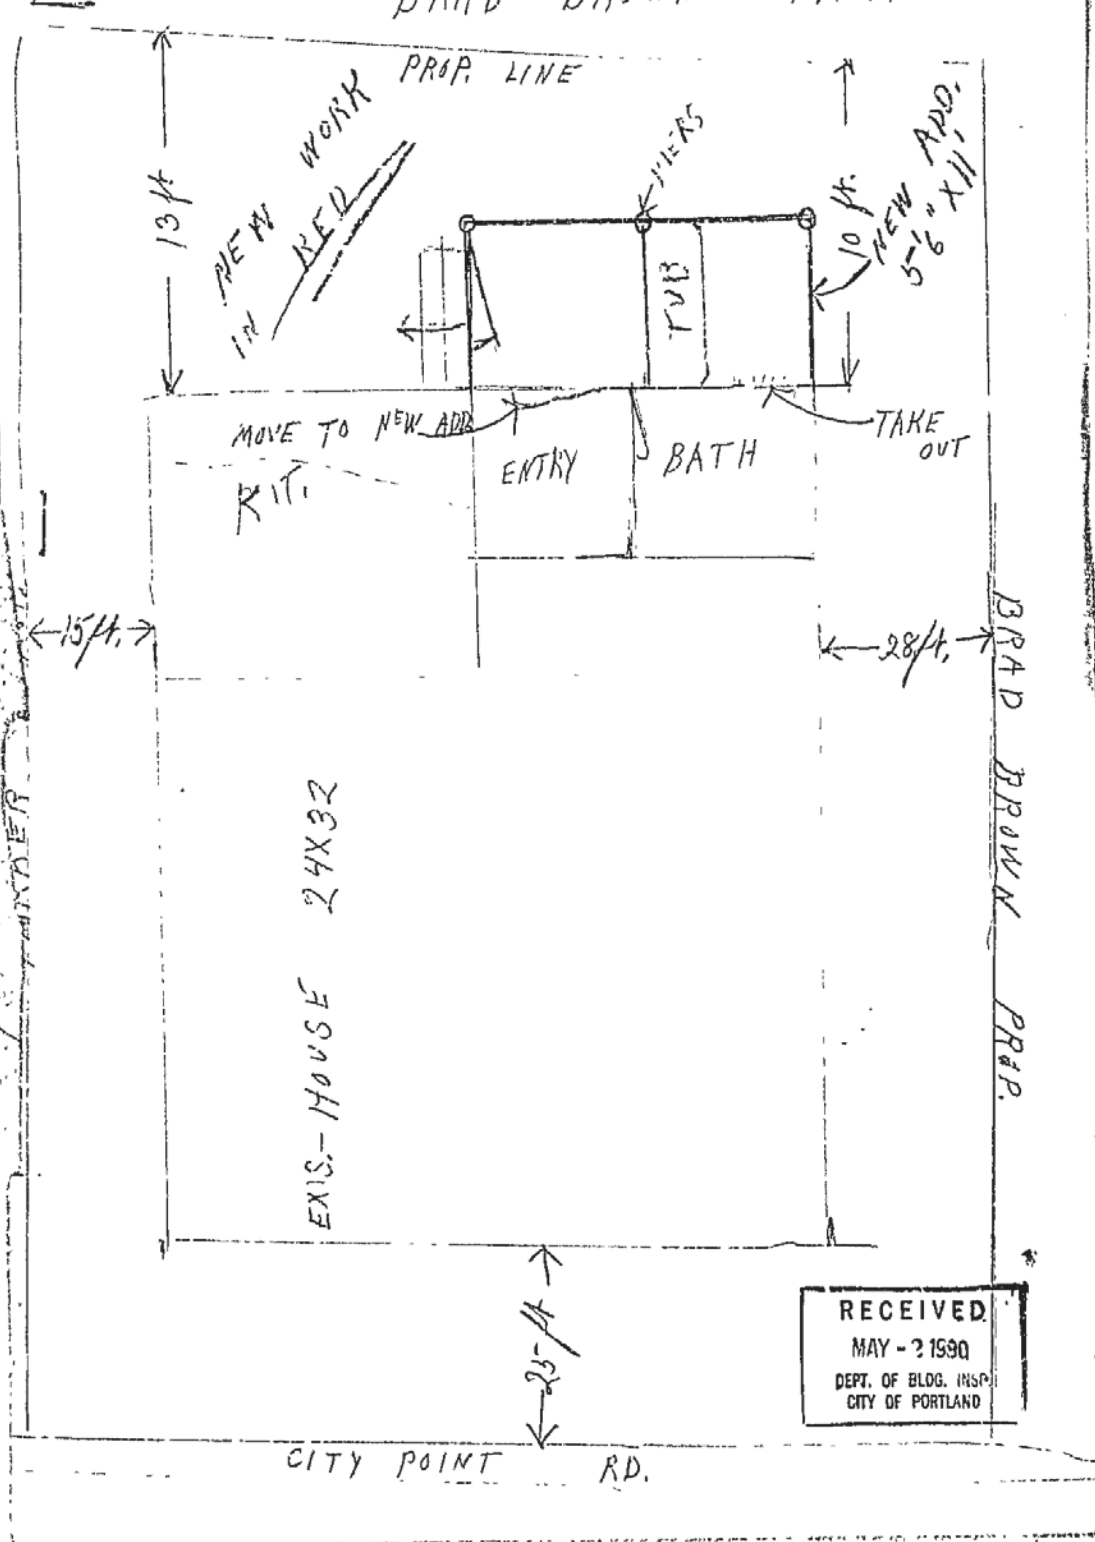 PROP. LINE
13 ft.
NEW WORK
IN RED
PIERS
10 ft.
NEW ADD.
5'6" X 11'
TUB
MOVE TO NEW ADD.
TAKE
OUT
ENTRY
BATH
KIT.
15 ft.
28 ft.
BRAD BROWN PROP.
EXIS.- HOUSE 24X32
25 ft
RECEIVED
MAY - 2 1990
DEPT. OF BLDG. INSP.
CITY OF PORTLAND
CITY POINT RD.